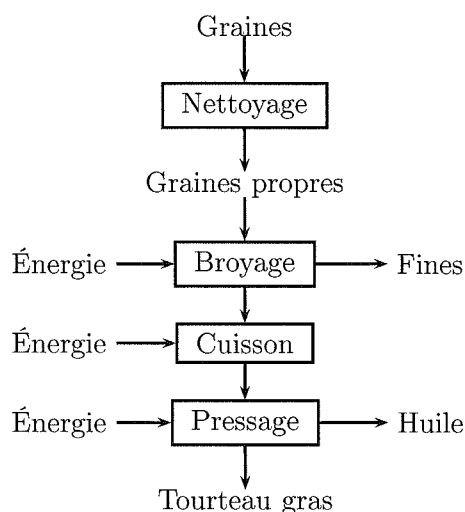 Graines
Nettoyage
Graines propres
Énergie Broyage Fines
Énergie Cuisson
Énergie Pressage Huile
Tourteau gras